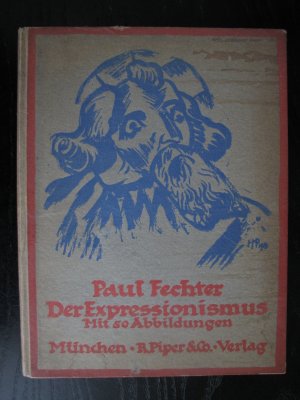 Paul Fechter
Der Expressionismus
Mit 50 Abbildungen
München · R. Piper & Co. · Verlag